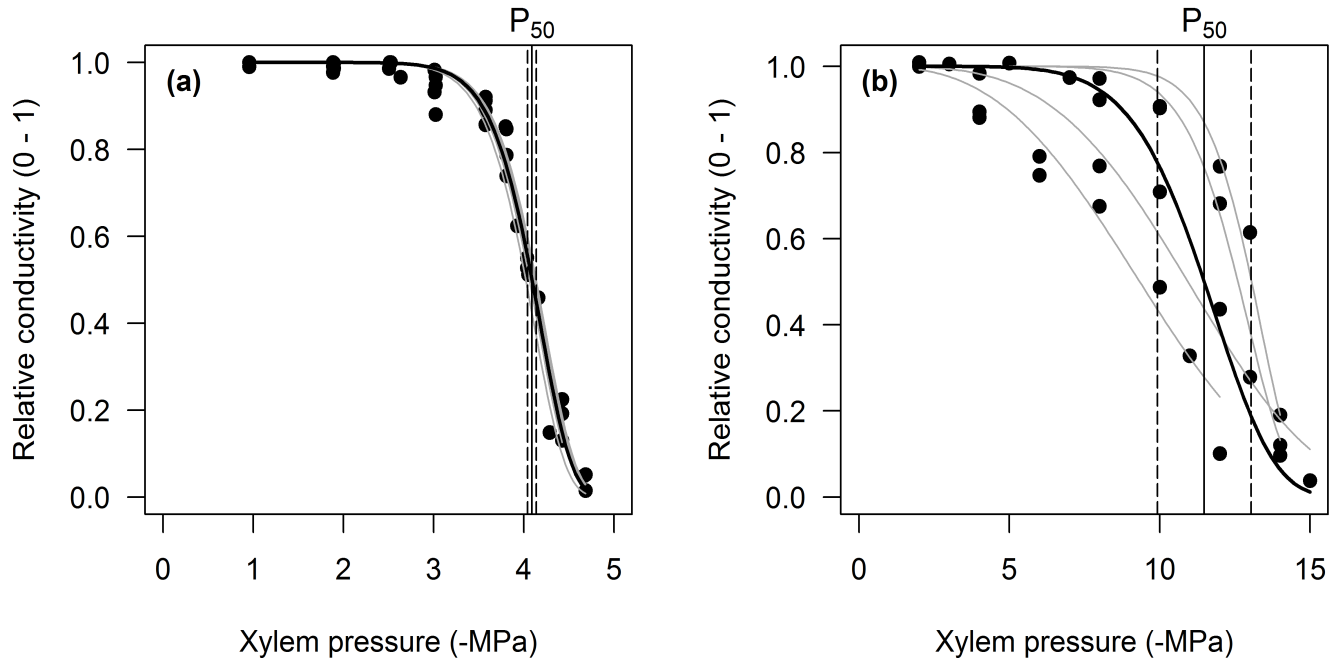 P50
(a)
1.0
0.8
0.6
0.4
0.2
0.0
Relative conductivity (0 - 1)
0 1 2 3 4 5
Xylem pressure (-MPa)
P50
(b)
1.0
0.8
0.6
0.4
0.2
0.0
Relative conductivity (0 - 1)
0 5 10 15
Xylem pressure (-MPa)